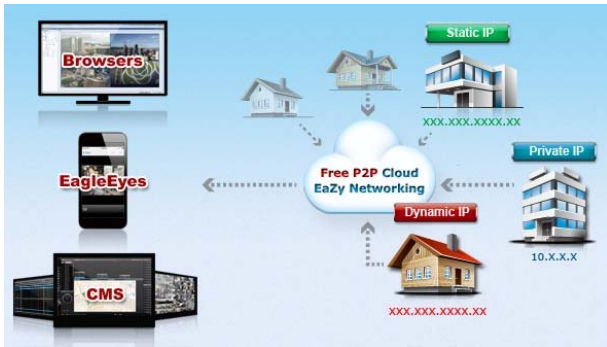 Browsers
Static IP
XXX.XXX.XXXX.XX
EagleEyes
Free P2P Cloud
EaZy Networking
Private IP
10.X.X.X
Dynamic IP
XXX.XXX.XXXX.XX
CMS